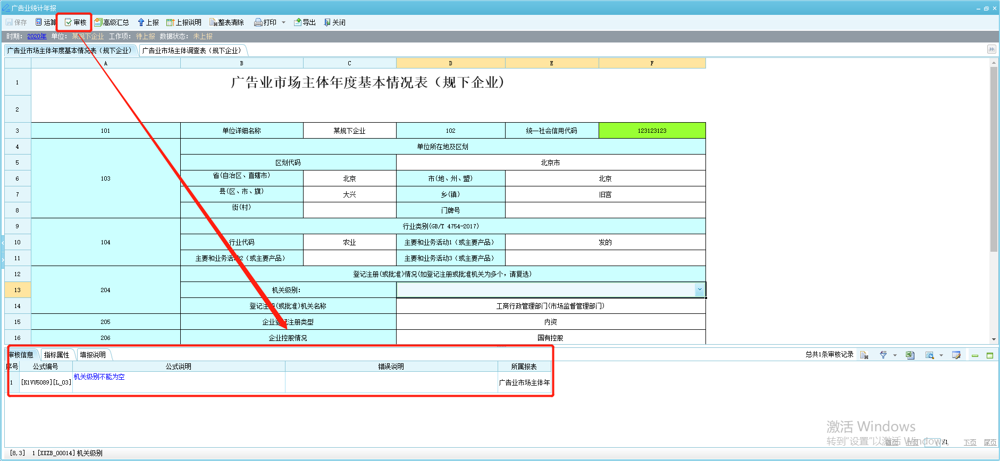 广告业统计年报
保存 运算 审核 高级汇总 上报 上报说明 整表清除 打印 导出 关闭
时期： 2020年 单位： 某规下企业 工作项： 待上报 数据状态： 未上报
广告业市场主体年度基本情况表（规下企业） 广告业市场主体调查表（规下企业）
A B C D E F
1 广告业市场主体年度基本情况表（规下企业）
2
3 101 单位详细名称 某规下企业 102 统一社会信用代码 123123123
4 单位所在地及区划
5 区划代码 北京市
103
6 省(自治区、直辖市) 北京 市(地、州、盟) 北京
7 县(区、市、旗) 大兴 乡(镇) 旧宫
8 街(村) 门牌号
9 行业类别(GB/T 4754-2017)
10 104 行业代码 农业 主要和业务活动1（或主要产品） 发的
11 主要和业务活动2（或主要产品） 主要和业务活动3（或主要产品）
12 登记注册(或批准)情况(如登记注册或批准机关为多个，请复选)
13 204 机关级别：
14 登记注册(或批准)机关名称 工商行政管理部门(市场监督管理部门)
15 205 企业登记注册类型 内资
16 206 企业控股情况 国有控股
审核信息 指标属性 填报说明 总共1条审核记录
序号 公式编号 公式说明 错误说明 所属报表
1 [K1VU5089][L_03] 机关级别不能为空 广告业市场主体年
激活 Windows
转到“设置”以激活 Windows。
首页 上页 /1 下页 尾页
[8,3] 1 [XXZB_00014] 机关级别